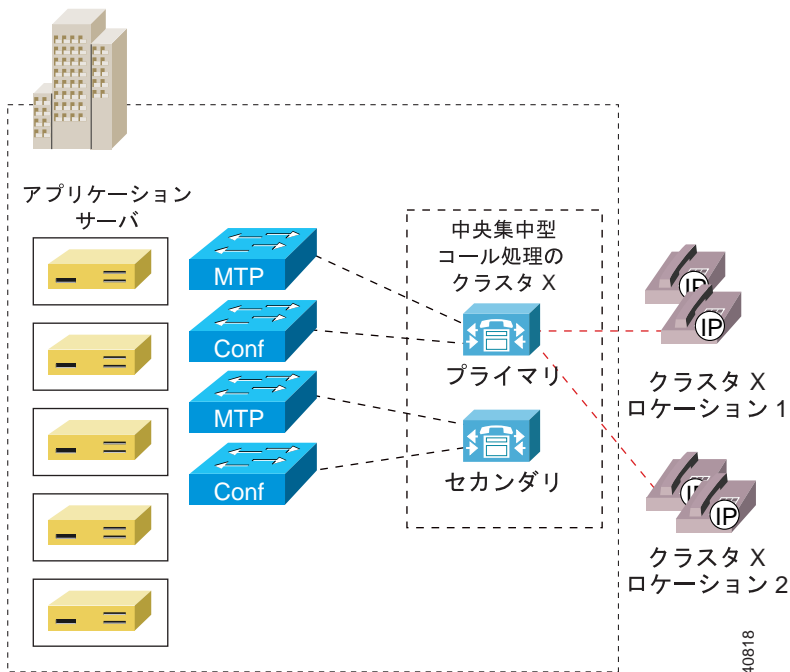 アプリケーション
サーバ
MTP
Conf
MTP
Conf
中央集中型
コール処理の
クラスタ X
プライマリ
セカンダリ
IP
IP
クラスタ X
ロケーション 1
IP
IP
クラスタ X
ロケーション 2
40818